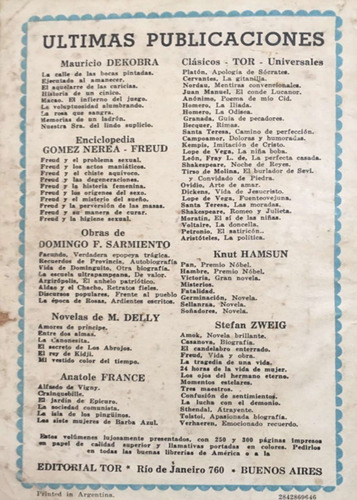 ULTIMAS PUBLICACIONES
Mauricio DEKOBRA
La calle de las bocas pintadas.
Ejecutado al amanecer.
El aquelarre de las caricias.
Historia de un cínico.
Macao. El infierno del juego.
La voluptuosidad alumbrando.
La rosa que sangra.
Memorias de un ladrón.
Nuestra Sra. del lindo suplicio.
Enciclopedia
GOMEZ NEREA - FREUD
Freud y el problema sexual.
Freud y los actos maniáticos.
Freud y el chiste equívoco.
Freud y las degeneraciones.
Freud y la histeria femenina.
Freud y los orígenes del sexo.
Freud y el misterio del sueño.
Freud y la perversión de las masas.
Freud y su manera de curar.
Freud y la higiene sexual.
Obras de
DOMINGO F. SARMIENTO
Facundo, Verdadera epopeya trágica.
Recuerdos de Provincia, Autobiografía
Vida de Dominguito, Otra biografía.
La escuela ultrapampeana, De valor.
Argirópolis, El anhelo patriótico.
Aldao y el Chacho, Retratos fieles.
Discursos populares, Frente al pueblo
La época de Rosas, Ardientes escritos.
Novelas de M. DELLY
Amores de príncipe.
Entre dos almas.
La Canonesita.
El secreto de Los Abrojos.
El rey de Kidji.
Mi vestido color del tiempo.
Anatole FRANCE
Alfredo de Vigny.
Crainquebille.
El jardín de Epicuro.
La sociedad comunista.
La isla de los pingüinos.
Las siete mujeres de Barba Azul.
Clásicos - TOR - Universales
Platón, Apología de Sócrates.
Cervantes, La gitanilla.
Nordau, Mentiras convencionales.
Juan Manuel, El conde Lucanor.
Anónimo, Poema de mio Cid.
Homero, La Ilíada.
Homero, La Odisea.
Granada, Guía de pecadores.
Becquer, Rimas.
Santa Teresa, Camino de perfección.
Campoamor, Doloras y humoradas.
Kempis, Imitación de Cristo.
Lope de Vega, La niña boba.
León, Fray L. de, La perfecta casada.
Shakespeare, Noche de Reyes.
Tirso de Molina, El burlador de Sevl.
y Convidado de Piedra.
Ovidio, Arte de amar.
Dickens, Vida de Jesucristo.
Lope de Vega, Fuenteovejuna.
Santa Teresa, Las moradas.
Shakespeare, Romeo y Julieta.
Homero, Batracomiomaquia.
Voltaire, La doncella.
Petronio, El satiricón.
Aristóteles, La política.
Knut HAMSUN
Pan, Premio Nóbel.
Hambre, Premio Nóbel.
Victoria, Gran novela.
Misterios.
Fatalidad.
Germinación, Novela.
Sellanraa, Novela.
Soñadores, Novela.
Stefan ZWEIG
Amok, Novela brillante.
Casanova, Biografía.
El candelabro enterrado.
Freud, Vida y obra.
La tragedia de una vida.
24 horas de la vida de mujer.
Los ojos del hermano eterno.
Momentos estelares.
Tres maestros.
Confusión de sentimientos.
La lucha con el demonio.
Sthendal, Atrayente.
Tolstoi, Apasionada biografía.
Verhaeren, Emocionado recuerdo.
Estos volúmenes lujosamente presentados, con 250 y 300 páginas impresas
en papel de calidad superior y llamativas portadas en colores. Pedirlos
en todas las buenas librerías de América o a la
EDITORIAL TOR - Río de Janeiro 760 - BUENOS AIRES
Printed in Argentina.
2842869646